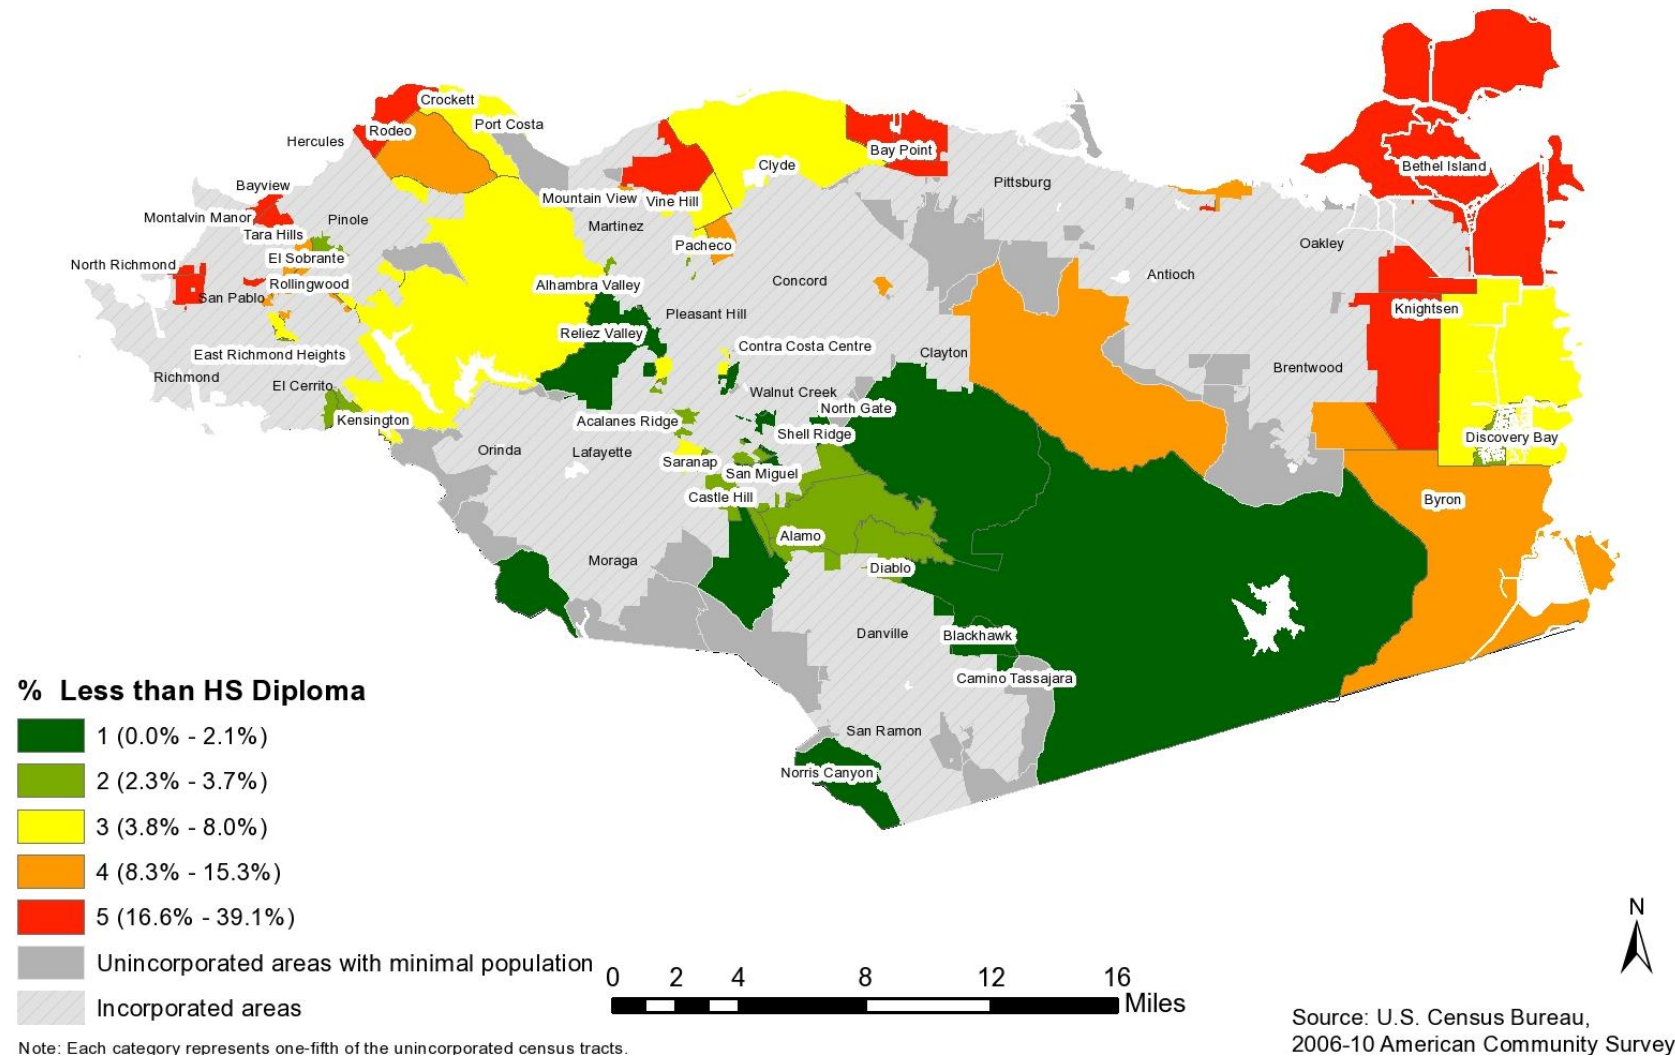 Crockett
Port Costa
Rodeo
Hercules
Bay Point
Clyde
Bethel Island
Bayview
Mountain View
Vine Hill
Pittsburg
Montalvin Manor
Pinole
Martinez
Tara Hills
Pacheco
Oakley
El Sobrante
North Richmond
Antioch
Rollingwood
Alhambra Valley
Concord
San Pablo
Knightsen
Pleasant Hill
Reliez Valley
Contra Costa Centre
East Richmond Heights
Clayton
Brentwood
Richmond
El Cerrito
Walnut Creek
North Gate
Kensington
Acalanes Ridge
Shell Ridge
Discovery Bay
Orinda
Lafayette
Saranap
San Miguel
Castle Hill
Byron
Alamo
Moraga
Diablo
Danville
Blackhawk
Camino Tassajara
San Ramon
Norris Canyon
% Less than HS Diploma
1 (0.0% - 2.1%)
2 (2.3% - 3.7%)
3 (3.8% - 8.0%)
4 (8.3% - 15.3%)
5 (16.6% - 39.1%)
Unincorporated areas with minimal population
Incorporated areas
Note: Each category represents one-fifth of the unincorporated census tracts.
0 2 4 8 12 16
Miles
N
Source: U.S. Census Bureau,
2006-10 American Community Survey